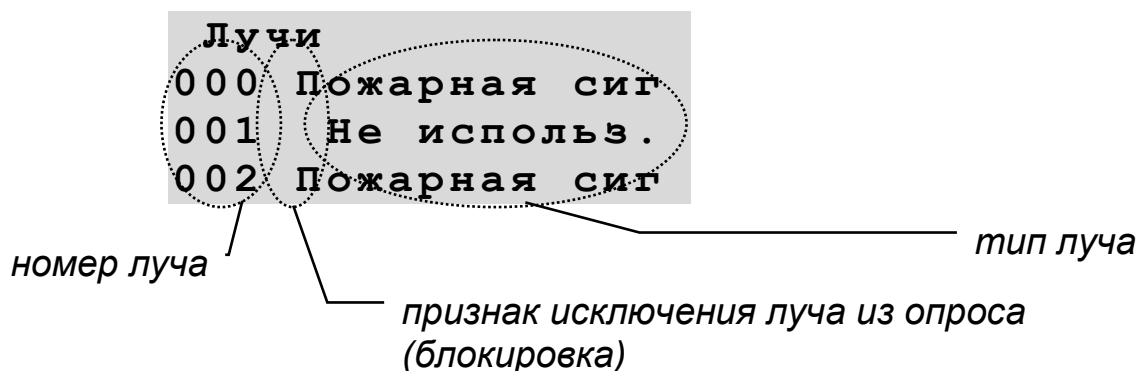 Лучи
000 Пожарная сиг
001 Не использ.
002 Пожарная сиг
номер луча
тип луча
признак исключения луча из опроса
(блокировка)